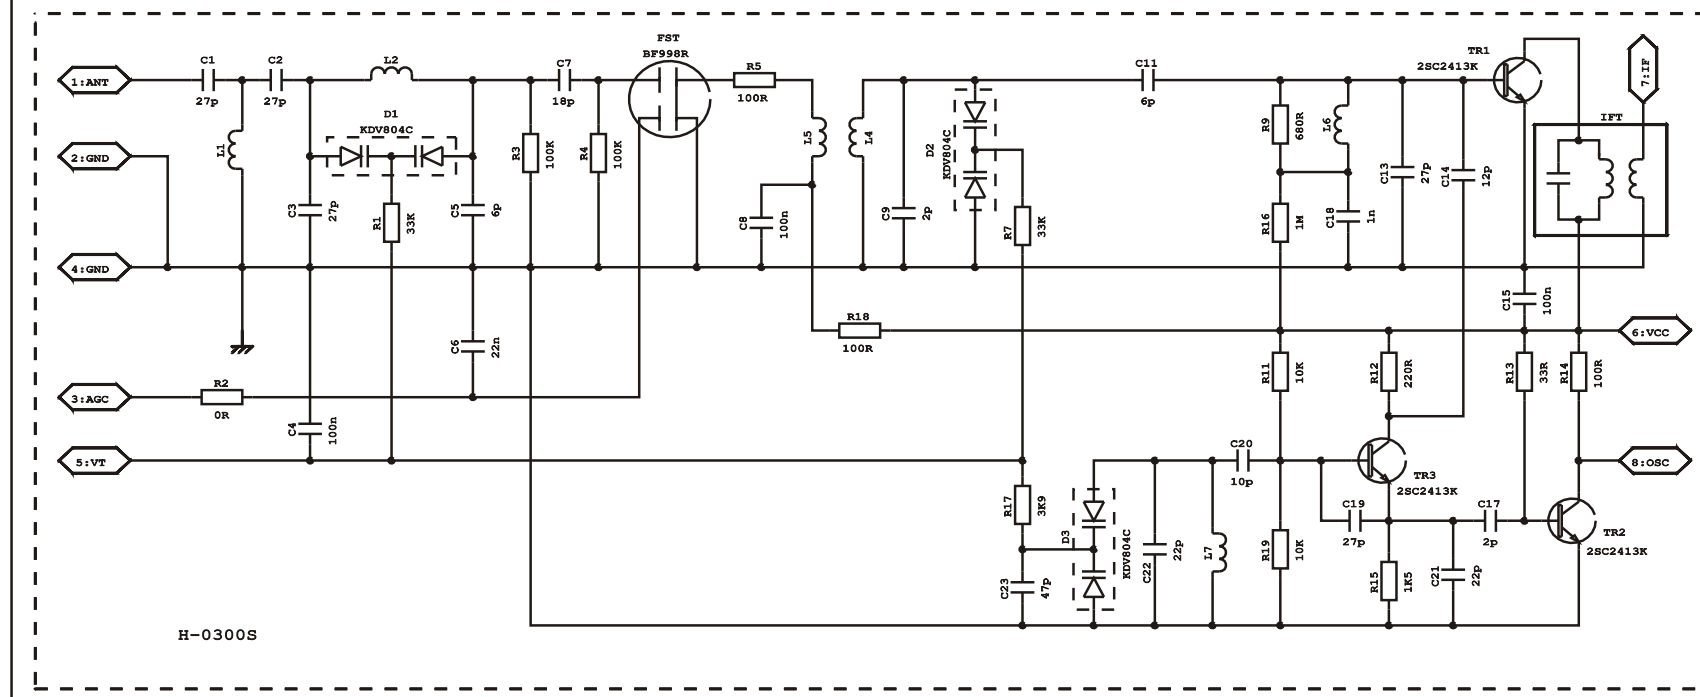 FST
BF998R
TR1
2SC2413K
7:IF
C1
27p
C2
27p
L2
C7
18p
R5
100R
C11
6p
1:ANT
D1
KDV804C
IFT
L1
R3
100K
R4
100K
L5
L4
D2
KDV804C
R9
680R
L6
C13
27p
C14
12p
2:GND
C3
27p
R1
33K
C5
6p
C8
100n
C9
2p
R7
33K
R16
1M
C18
1n
4:GND
C15
100n
R18
100R
6:VCC
C6
22n
R11
10K
R12
220R
R13
33R
R14
100R
R2
0R
3:AGC
C4
100n
5:VT
C20
10p
8:OSC
TR3
2SC2413K
R17
3K9
D3
KDV804C
C22
22p
L7
R19
10K
C19
27p
C17
2p
TR2
2SC2413K
C23
47p
R15
1K5
C21
22p
H-0300S